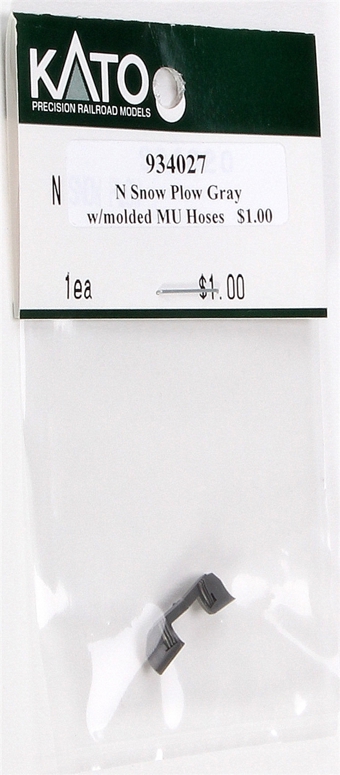 KATO
PRECISION RAILROAD MODELS
934027
N Snow Plow Gray
w/molded MU Hoses $1.00
N
1ea $1.00